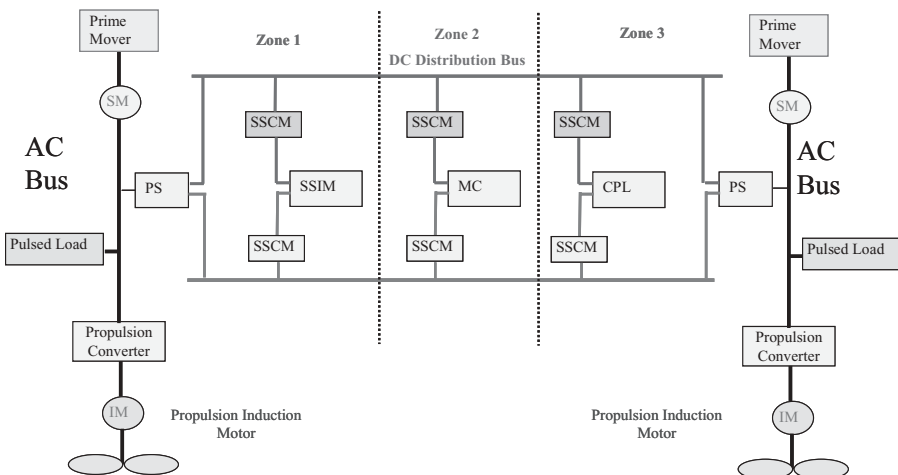 Prime
Mover
Zone 1
Zone 2
Zone 3
DC Distribution Bus
Prime
Mover
SM
SM
SSCM
SSCM
SSCM
AC
Bus
AC
Bus
PS
SSIM
MC
CPL
PS
Pulsed Load
SSCM
SSCM
SSCM
Pulsed Load
Propulsion
Converter
Propulsion
Converter
IM
Propulsion Induction
Motor
Propulsion Induction
Motor
IM